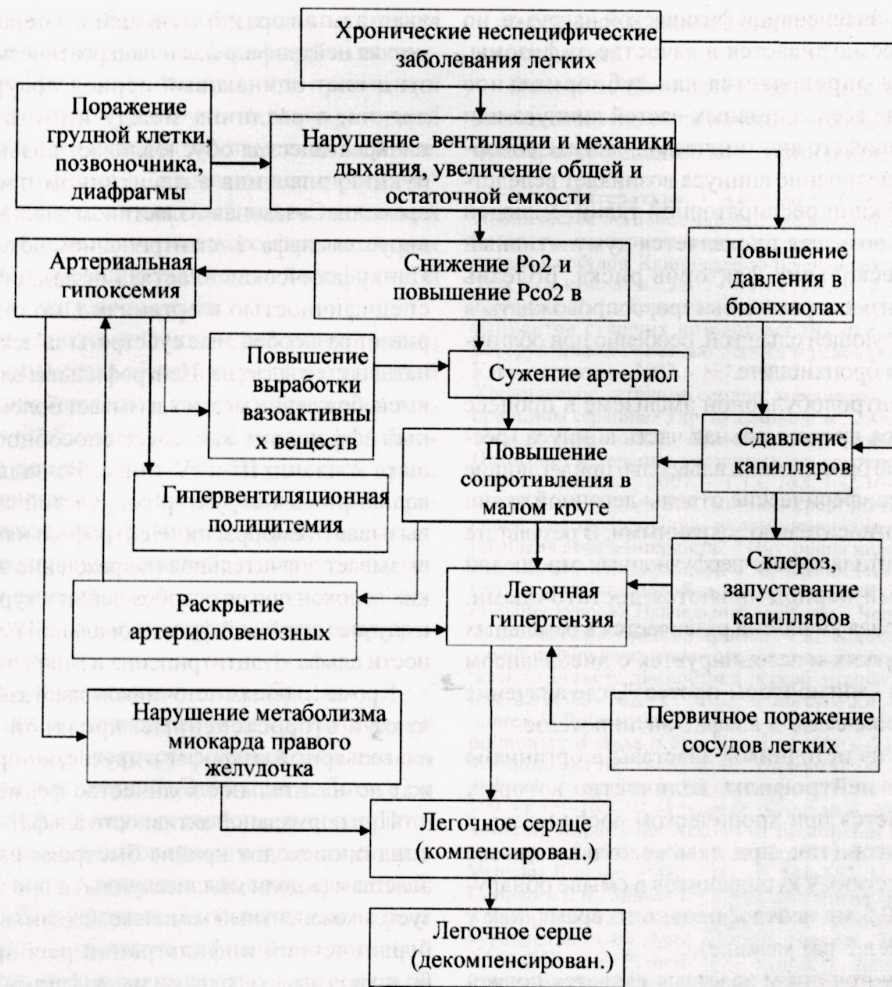 Хронические неспецифические
заболевания легких
Поражение
грудной клетки,
позвоночника,
диафрагмы
Нарушение вентиляции и механики
дыхания, увеличение общей и
остаточной емкости
Артериальная
гипоксемия
Снижение Po2 и
повышение Pco2 в
Повышение
давления в
бронхиолах
Повышение
выработки
вазоактивны
х веществ
Сужение артериол
Гипервентиляционная
полицитемия
Повышение
сопротивления в
малом круге
Сдавление
капилляров
Раскрытие
артериоловенозных
Легочная
гипертензия
Склероз,
запустевание
капилляров
Нарушение метаболизма
миокарда правого
желудочка
Первичное поражение
сосудов легких
Легочное сердце
(компенсирован.)
Легочное серце
(декомпенсирован.)